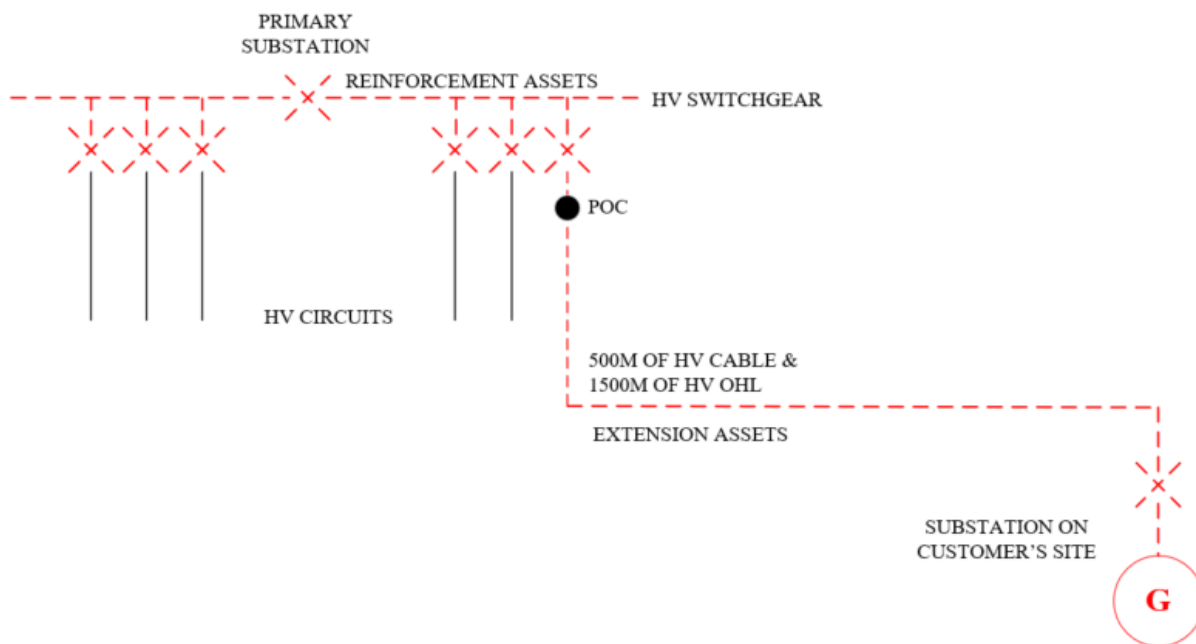 PRIMARY
SUBSTATION
REINFORCEMENT ASSETS
HV SWITCHGEAR
POC
HV CIRCUITS
500M OF HV CABLE &
1500M OF HV OHL
EXTENSION ASSETS
SUBSTATION ON
CUSTOMER'S SITE
G